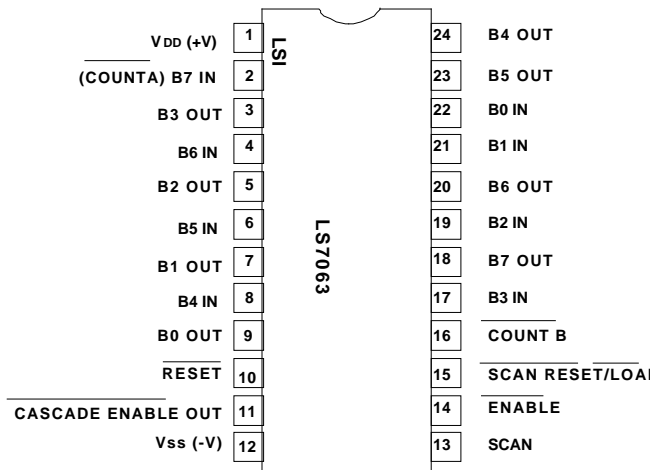 VDD (+V) 1 24 B4 OUT
(COUNTA) B7 IN 2 23 B5 OUT
B3 OUT 3 22 B0 IN
B6 IN 4 21 B1 IN
B2 OUT 5 20 B6 OUT
B5 IN 6 19 B2 IN
B1 OUT 7 18 B7 OUT
B4 IN 8 17 B3 IN
B0 OUT 9 16 COUNT B
RESET 10 15 SCAN RESET/LOA
CASCADE ENABLE OUT 11 14 ENABLE
Vss (-V) 12 13 SCAN
LSI
LS7063